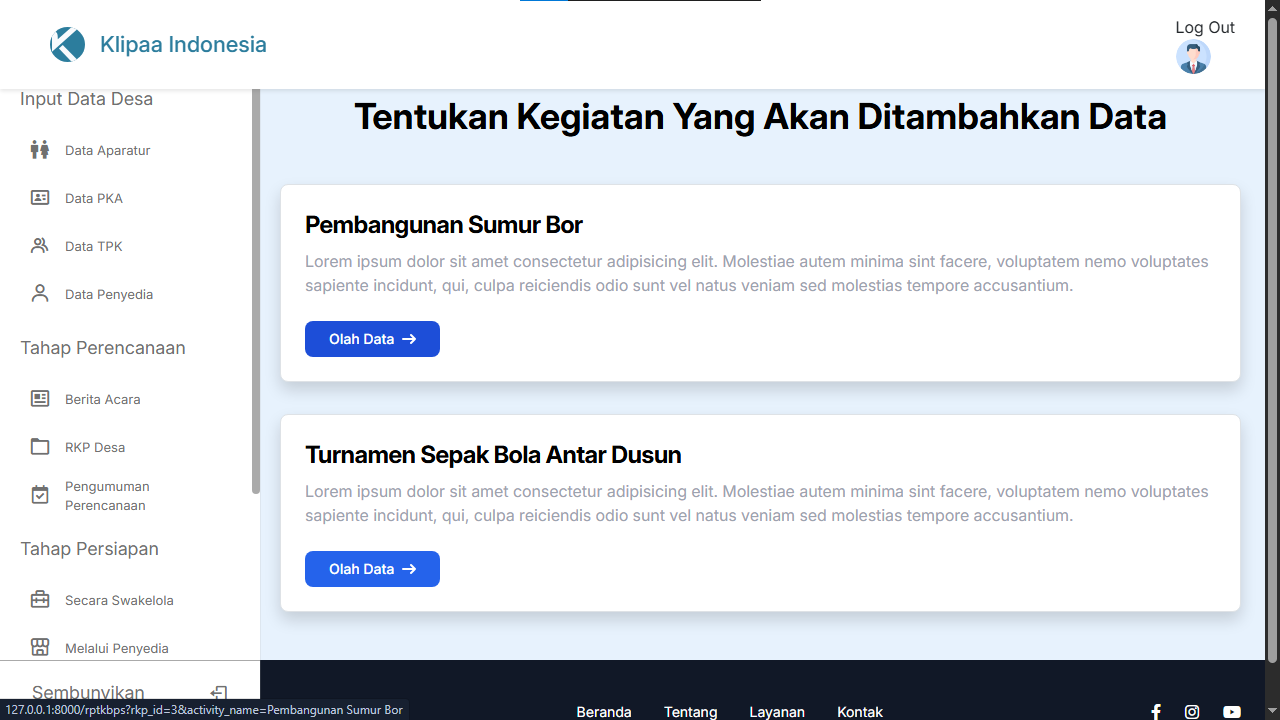 Klipaa Indonesia
Log Out
Input Data Desa
Data Aparatur
Data PKA
Data TPK
Data Penyedia
Tahap Perencanaan
Berita Acara
RKP Desa
Pengumuman
Perencanaan
Tahap Persiapan
Secara Swakelola
Melalui Penyedia
Sembunyikan
Tentukan Kegiatan Yang Akan Ditambahkan Data
Pembangunan Sumur Bor
Lorem ipsum dolor sit amet consectetur adipisicing elit. Molestiae autem minima sint facere, voluptatem nemo voluptates
sapiente incidunt, qui, culpa reiciendis odio sunt vel natus veniam sed molestias tempore accusantium.
Olah Data
Turnamen Sepak Bola Antar Dusun
Lorem ipsum dolor sit amet consectetur adipisicing elit. Molestiae autem minima sint facere, voluptatem nemo voluptates
sapiente incidunt, qui, culpa reiciendis odio sunt vel natus veniam sed molestias tempore accusantium.
Olah Data
127.0.0.1:8000/rptkbps?rkp_id=3&activity_name=Pembangunan Sumur Bor
Beranda
Tentang
Layanan
Kontak